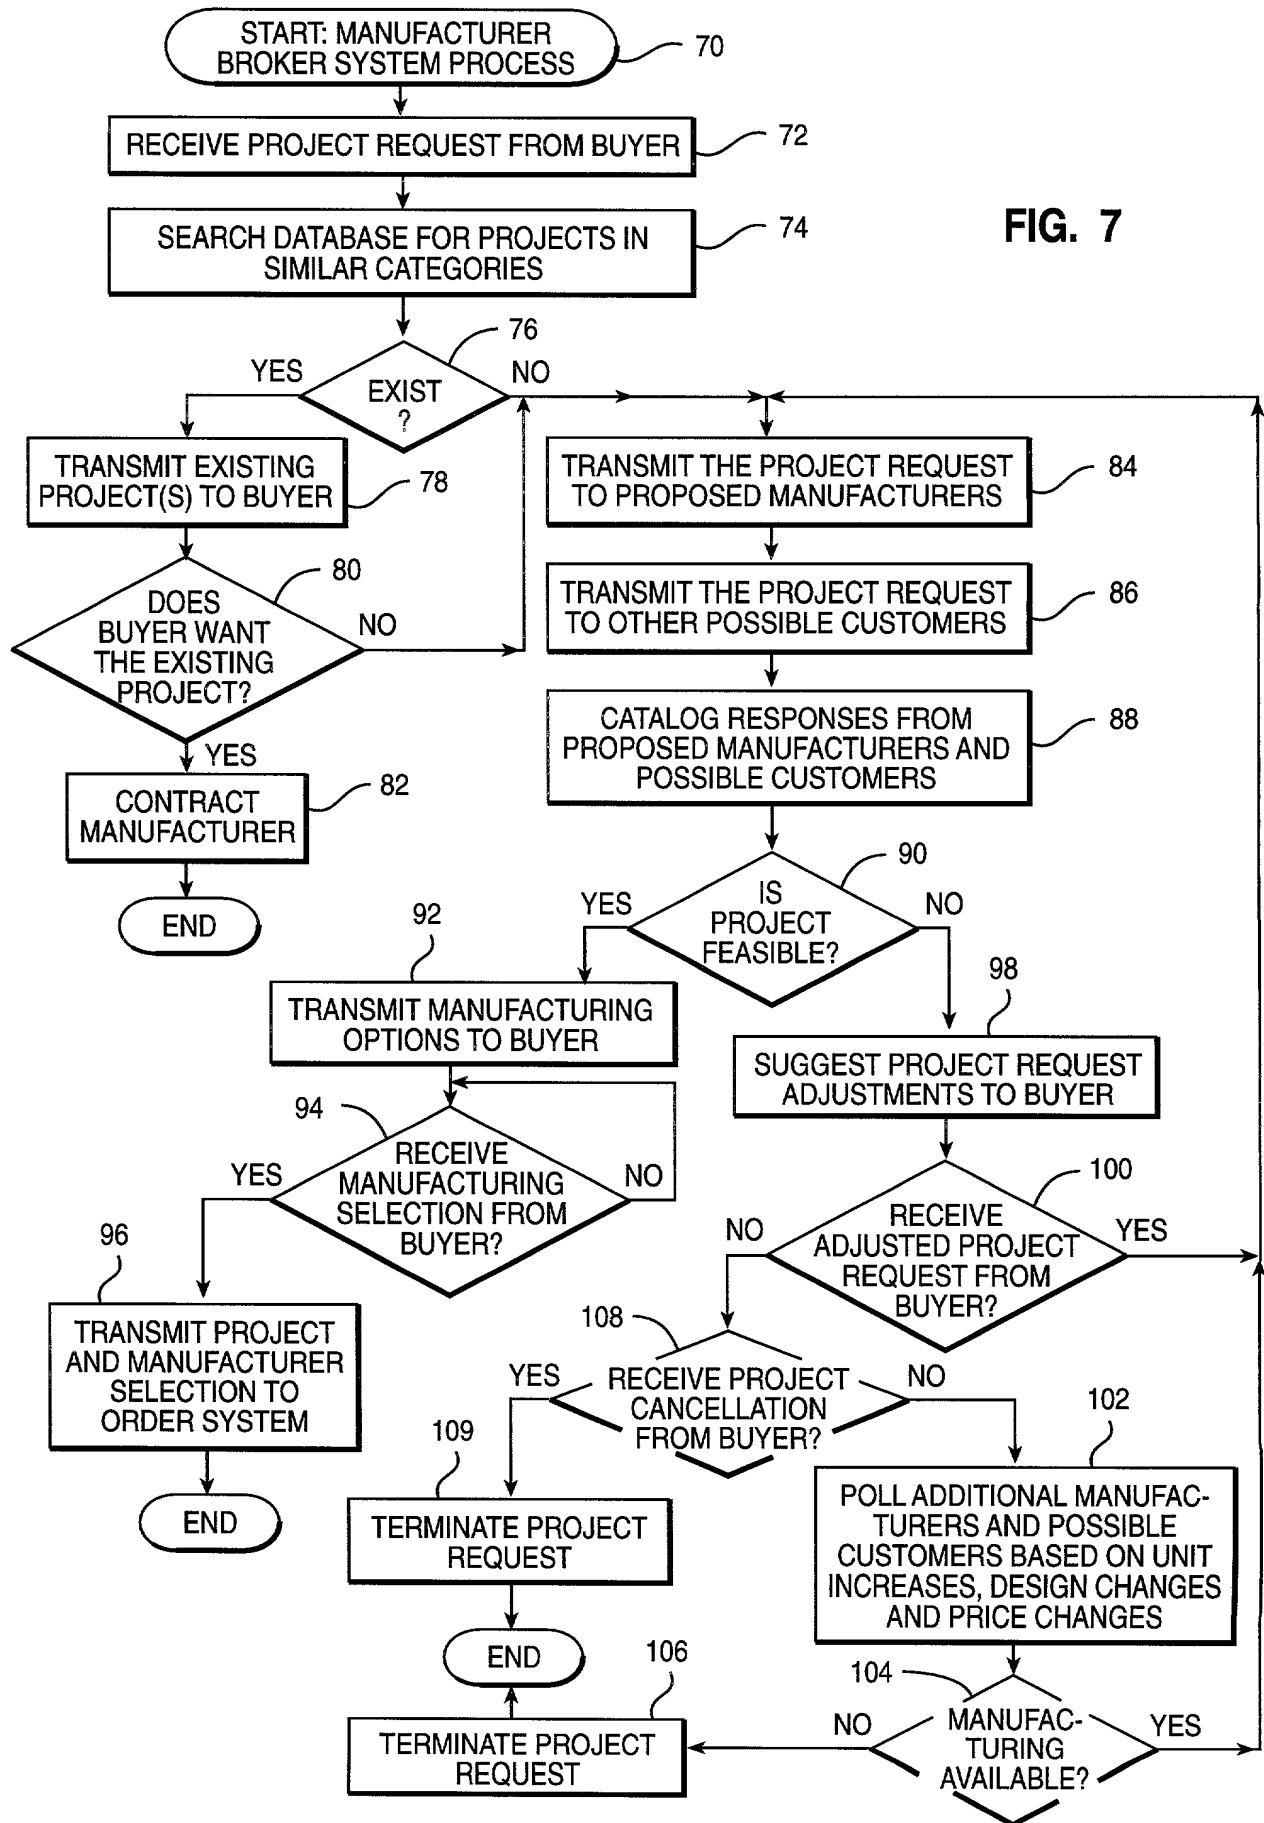 START: MANUFACTURER
BROKER SYSTEM PROCESS
70
RECEIVE PROJECT REQUEST FROM BUYER
72
SEARCH DATABASE FOR PROJECTS IN
SIMILAR CATEGORIES
74
FIG. 7
76
YES
EXIST
?
NO
TRANSMIT EXISTING
PROJECT(S) TO BUYER
78
TRANSMIT THE PROJECT REQUEST
TO PROPOSED MANUFACTURERS
84
80
DOES
BUYER WANT
THE EXISTING
PROJECT?
NO
YES
TRANSMIT THE PROJECT REQUEST
TO OTHER POSSIBLE CUSTOMERS
86
CATALOG RESPONSES FROM
PROPOSED MANUFACTURERS AND
POSSIBLE CUSTOMERS
88
CONTRACT
MANUFACTURER
82
END
90
YES
IS
PROJECT
FEASIBLE?
NO
92
TRANSMIT MANUFACTURING
OPTIONS TO BUYER
98
SUGGEST PROJECT REQUEST
ADJUSTMENTS TO BUYER
94
YES
RECEIVE
MANUFACTURING
SELECTION FROM
BUYER?
NO
100
NO
RECEIVE
ADJUSTED PROJECT
REQUEST FROM
BUYER?
YES
96
TRANSMIT PROJECT
AND MANUFACTURER
SELECTION TO
ORDER SYSTEM
END
108
YES
RECEIVE PROJECT
CANCELLATION
FROM BUYER?
NO
109
TERMINATE PROJECT
REQUEST
END
102
POLL ADDITIONAL MANUFAC-
TURERS AND POSSIBLE
CUSTOMERS BASED ON UNIT
INCREASES, DESIGN CHANGES
AND PRICE CHANGES
106
TERMINATE PROJECT
REQUEST
104
NO
MANUFAC-
TURING
AVAILABLE?
YES